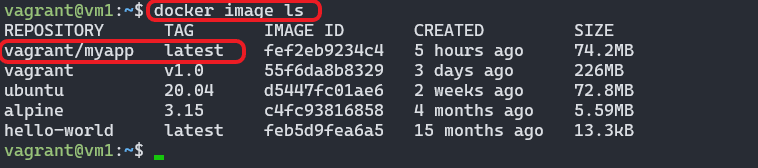 vagrant@vm1:~$ docker image ls
REPOSITORY TAG IMAGE ID CREATED SIZE
vagrant/myapp latest fef2eb9234c4 5 hours ago 74.2MB
vagrant v1.0 55f6da8b8329 3 days ago 226MB
ubuntu 20.04 d5447fc01ae6 2 weeks ago 72.8MB
alpine 3.15 c4fc93816858 4 months ago 5.59MB
hello-world latest feb5d9fea6a5 15 months ago 13.3kB
vagrant@vm1:~$